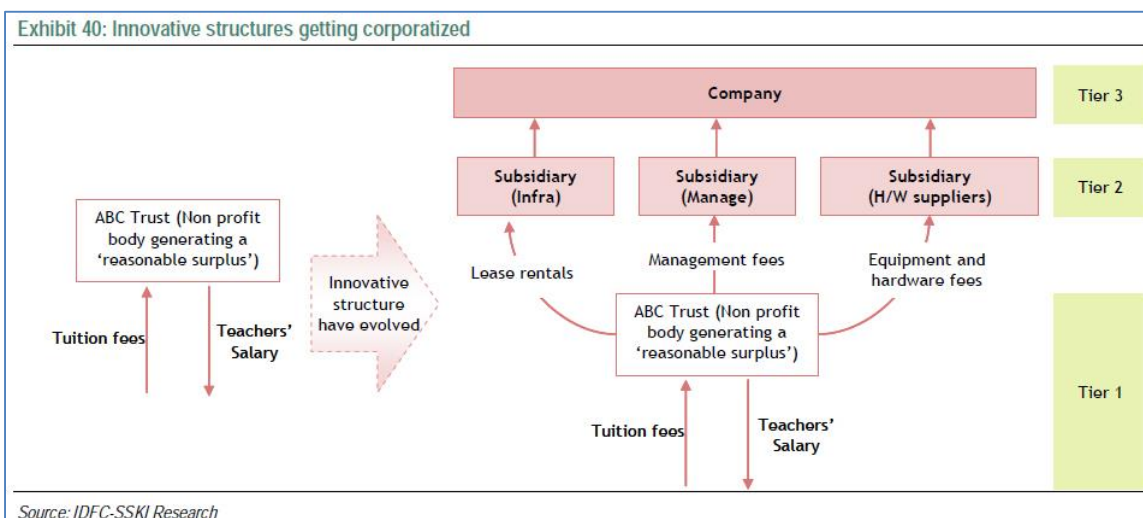 Exhibit 40: Innovative structures getting corporatized
Company
Tier 3
Subsidiary
(Infra)
Subsidiary
(Manage)
Subsidiary
(H/W suppliers)
Tier 2
ABC Trust (Non profit
body generating a
‘reasonable surplus’)
Tuition fees
Teachers’
Salary
Innovative
structure
have evolved
Lease rentals
Management fees
Equipment and
hardware fees
ABC Trust (Non profit
body generating a
‘reasonable surplus’)
Tuition fees
Teachers’
Salary
Tier 1
Source: IDFC-SSKI Research